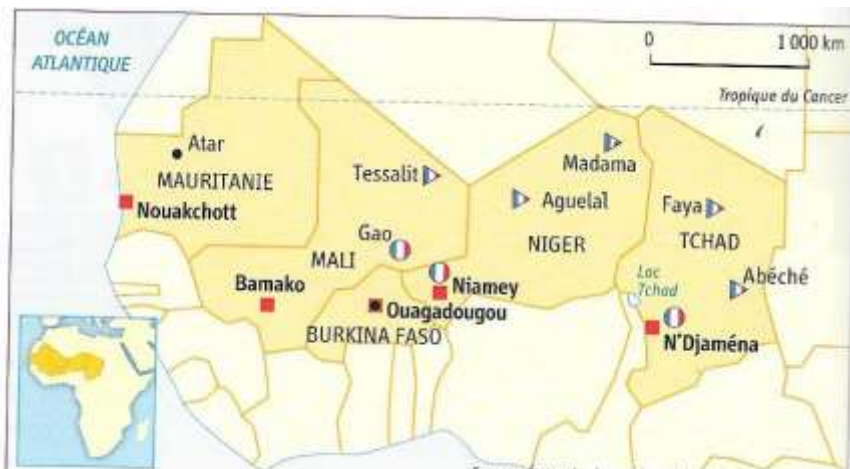 OCÉAN
ATLANTIQUE
0 1 000 km
Tropique du Cancer
Atar
MAURITANIE
Nouakchott
Tessalit
Madama
Aguelal
Faya
Gao
NIGER
TCHAD
MALI
Abéché
Lac
Tchad
Bamako
Niamey
Ouagadougou
BURKINA FASO
N'Djaména